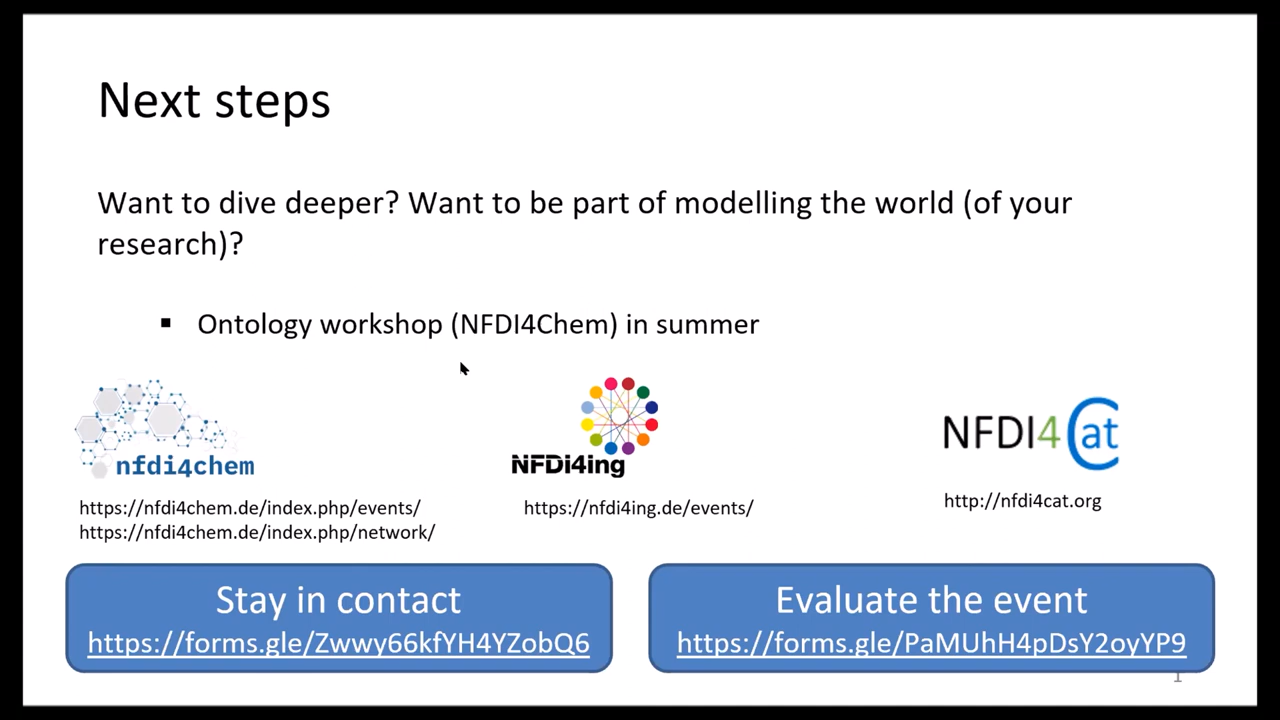 Next steps
Want to dive deeper? Want to be part of modelling the world (of your
research)?
▪ Ontology workshop (NFDI4Chem) in summer
nfdi4chem
NFDi4ing
NFDI4Cat
https://nfdi4chem.de/index.php/events/
https://nfdi4chem.de/index.php/network/
https://nfdi4ing.de/events/
http://nfdi4cat.org
Stay in contact
https://forms.gle/Zwwy66kfYH4YZobQ6
Evaluate the event
https://forms.gle/PaMUhH4pDsY2oyYP9
1